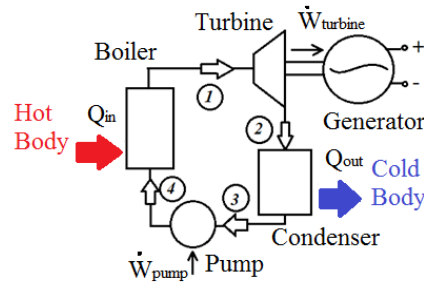 Turbine
Ẇturbine
Boiler
+
1
-
Hot
Body
Qin
Generator
2
Qout
Cold
Body
4
3
Condenser
Ẇpump
Pump